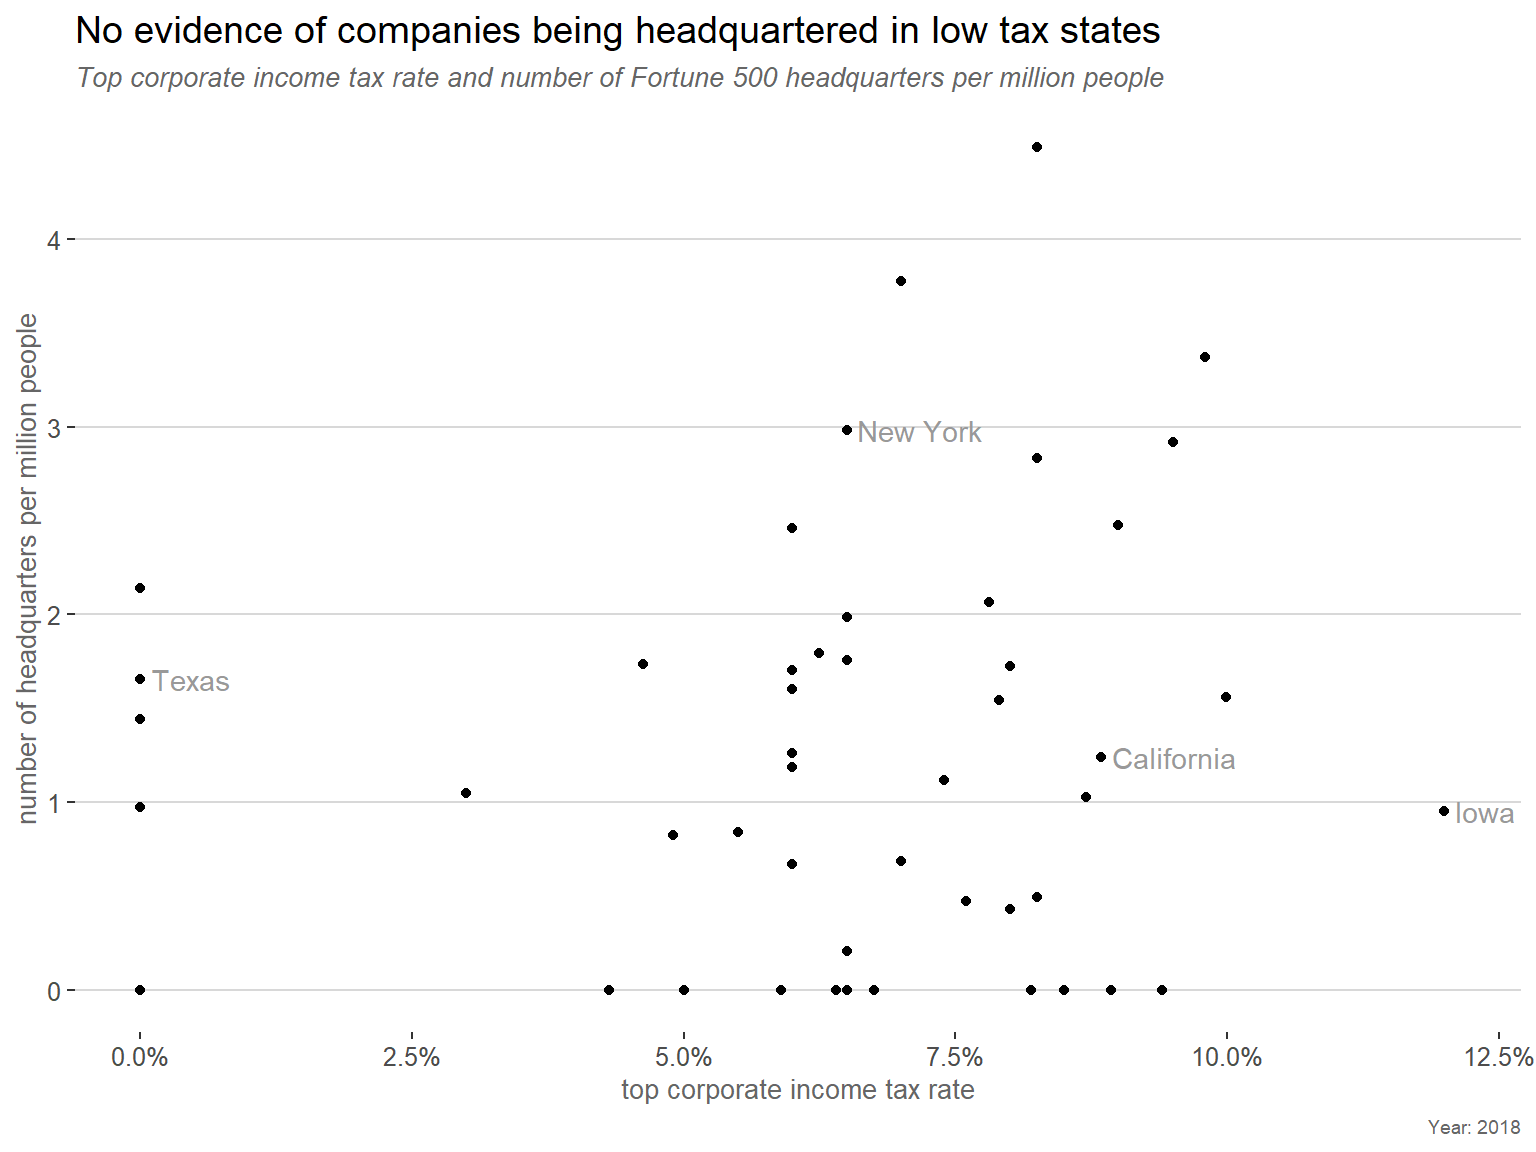 No evidence of companies being headquartered in low tax states
Top corporate income tax rate and number of Fortune 500 headquarters per million people
number of headquarters per million people
4
3
2
1
0
New York
Texas
California
Iowa
0.0% 2.5% 5.0% 7.5% 10.0% 12.5%
top corporate income tax rate
Year: 2018